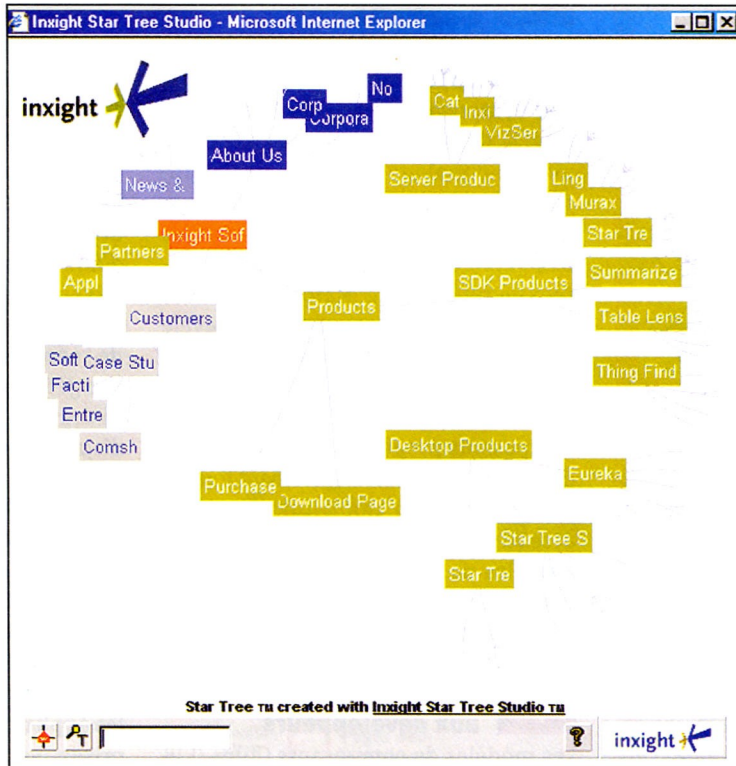 Inxight Star Tree Studio - Microsoft Internet Explorer
inxight
No
Corp
Corpora
Cat
Inxi
VizSer
About Us
Server Produc
News &
Ling
Murax
Inxight Sof
Star Tre
Partners
Appl
SDK Products
Summarize
Products
Customers
Table Lens
Soft
Case Stu
Facti
Thing Find
Entre
Comsh
Desktop Products
Eureka
Purchase
Download Page
Star Tree S
Star Tre
Star Tree TM created with Inxight Star Tree Studio TM
T
?
inxight